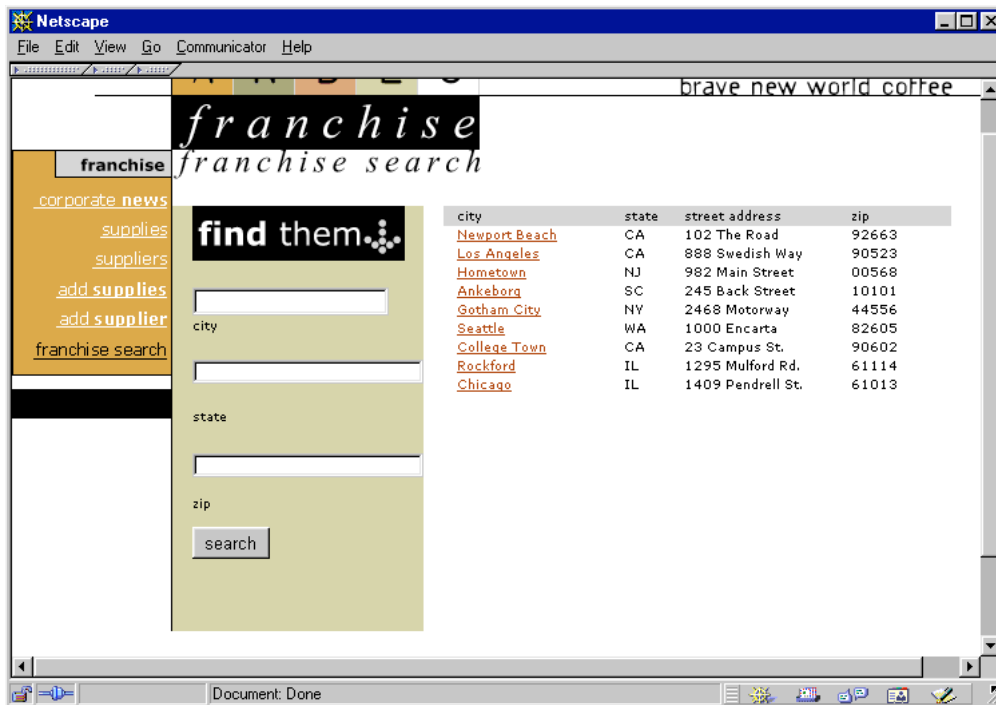 Netscape
File Edit View Go Communicator Help
A N D E S
brave new world coffee
franchise
franchise search
franchise
corporate news
supplies
suppliers
add supplies
add supplier
franchise search
find them
city
state
zip
search
city state street address zip
Newport Beach CA 102 The Road 92663
Los Angeles CA 888 Swedish Way 90523
Hometown NJ 982 Main Street 00568
Ankeborg SC 245 Back Street 10101
Gotham City NY 2468 Motorway 44556
Seattle WA 1000 Encarta 82605
College Town CA 23 Campus St. 90602
Rockford IL 1295 Mulford Rd. 61114
Chicago IL 1409 Pendrell St. 61013
Document: Done